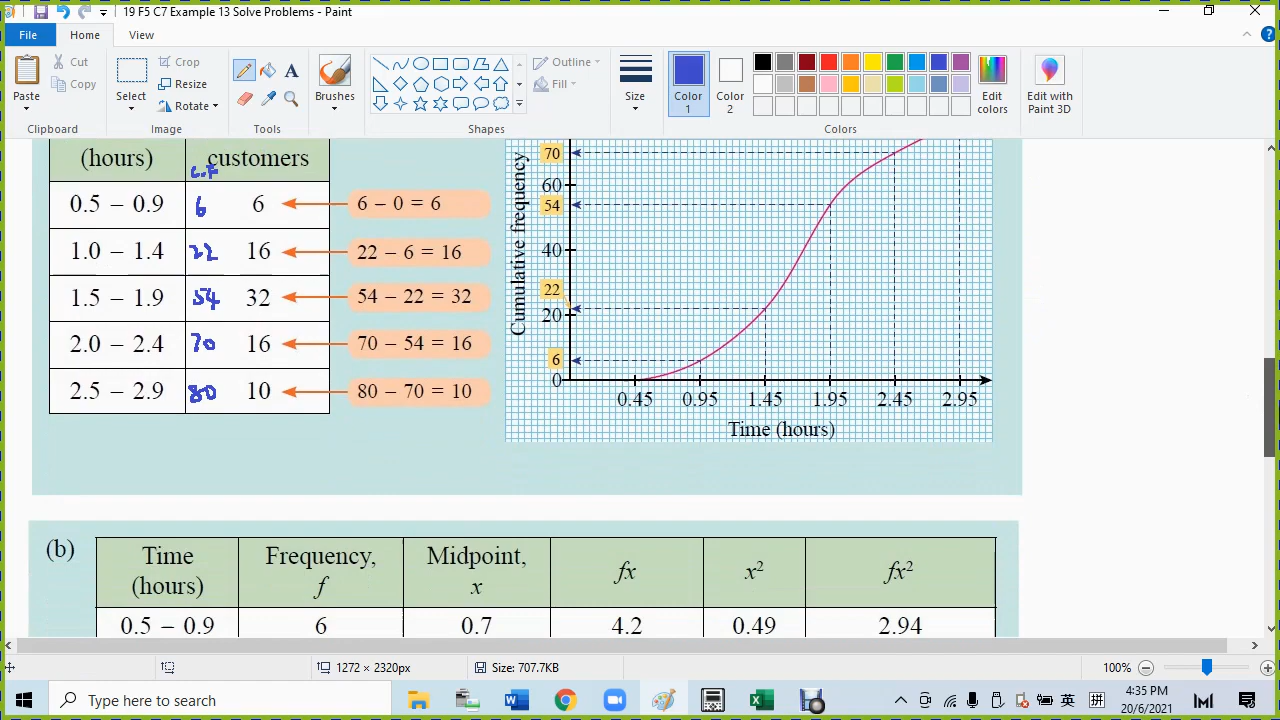 19 F5 C7 Example 13 Solve Problems - Paint
File Home View
Paste Cut Copy Select Crop Resize Rotate A Brushes Outline Fill Size Color 1 Color 2 Edit colors Edit with Paint 3D
Clipboard Image Tools Shapes Colors
(hours) customers
C.F
0.5 – 0.9 6 6 6 – 0 = 6
1.0 – 1.4 22 16 22 – 6 = 16
1.5 – 1.9 54 32 54 – 22 = 32
2.0 – 2.4 70 16 70 – 54 = 16
2.5 – 2.9 80 10 80 – 70 = 10
Cumulative frequency
70
60
54
40
22
20
6
0
0.45 0.95 1.45 1.95 2.45 2.95
Time (hours)
(b) Time (hours) Frequency, f Midpoint, x fx x² fx²
0.5 – 0.9 6 0.7 4.2 0.49 2.94
1272 × 2320px Size: 707.7KB 100%
Type here to search 英 拼 4:35 PM
20/6/2021